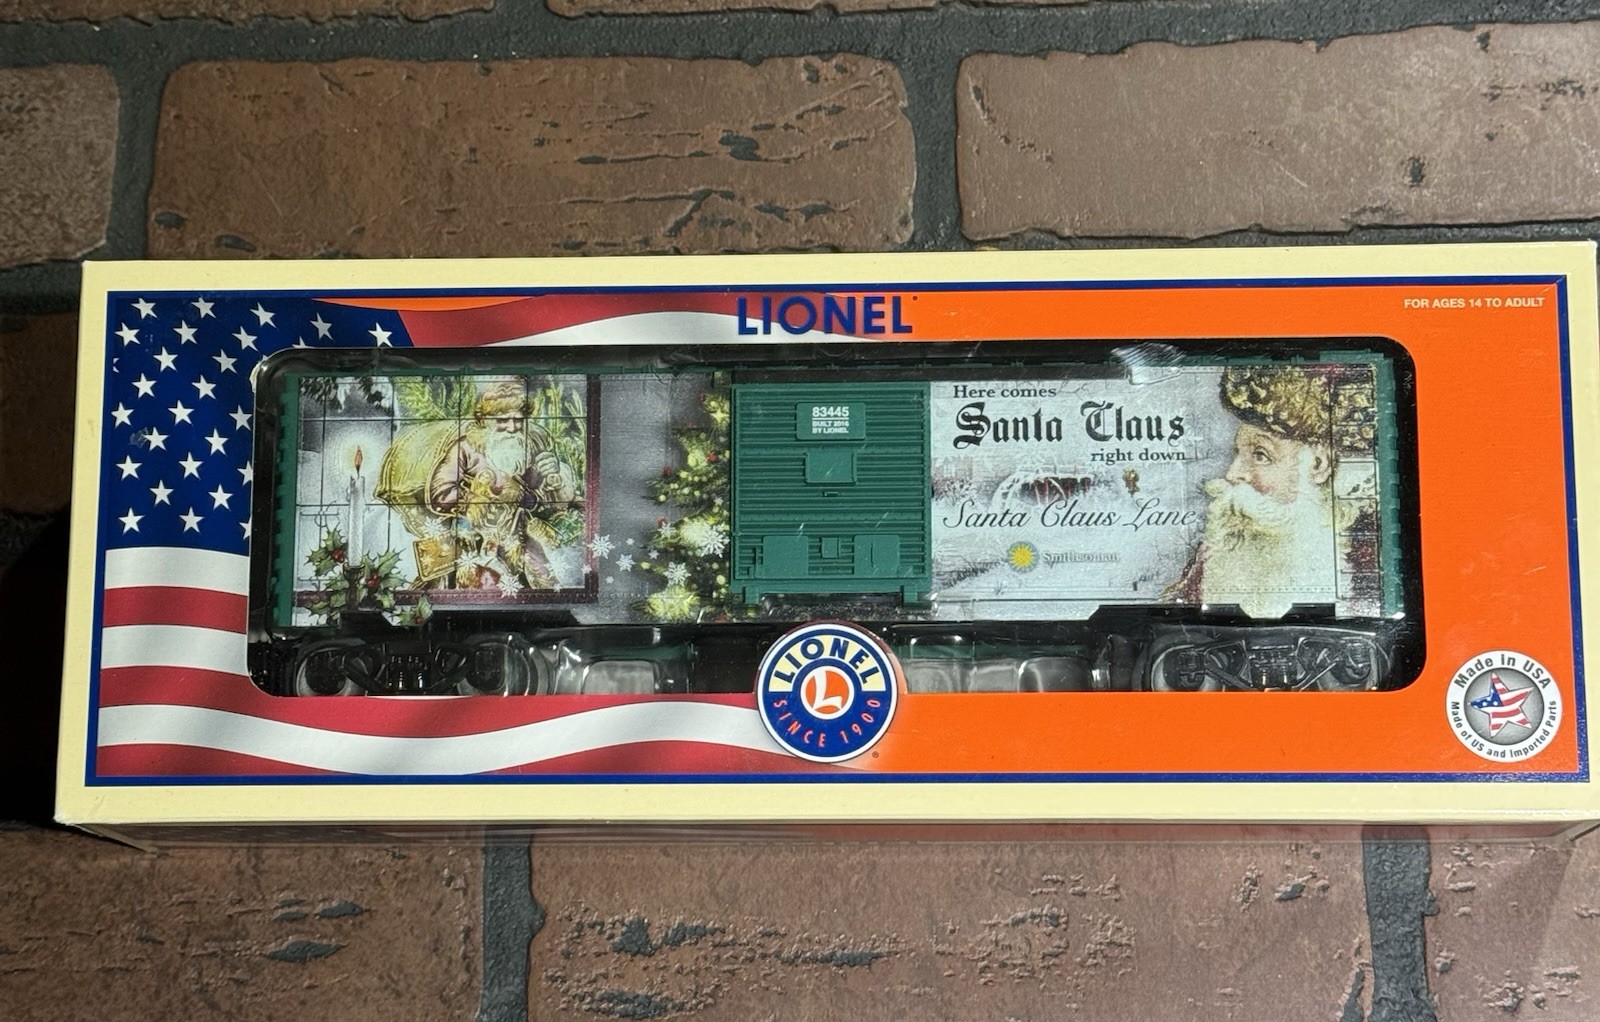 LIONEL
FOR AGES 14 TO ADULT
83445
BUILT 2016
BY LIONEL
Here comes
Santa Claus
right down
Santa Claus Lane
Smithsonian
LIONEL
L
SINCE 1900
Made in USA
Made of US and Imported Parts